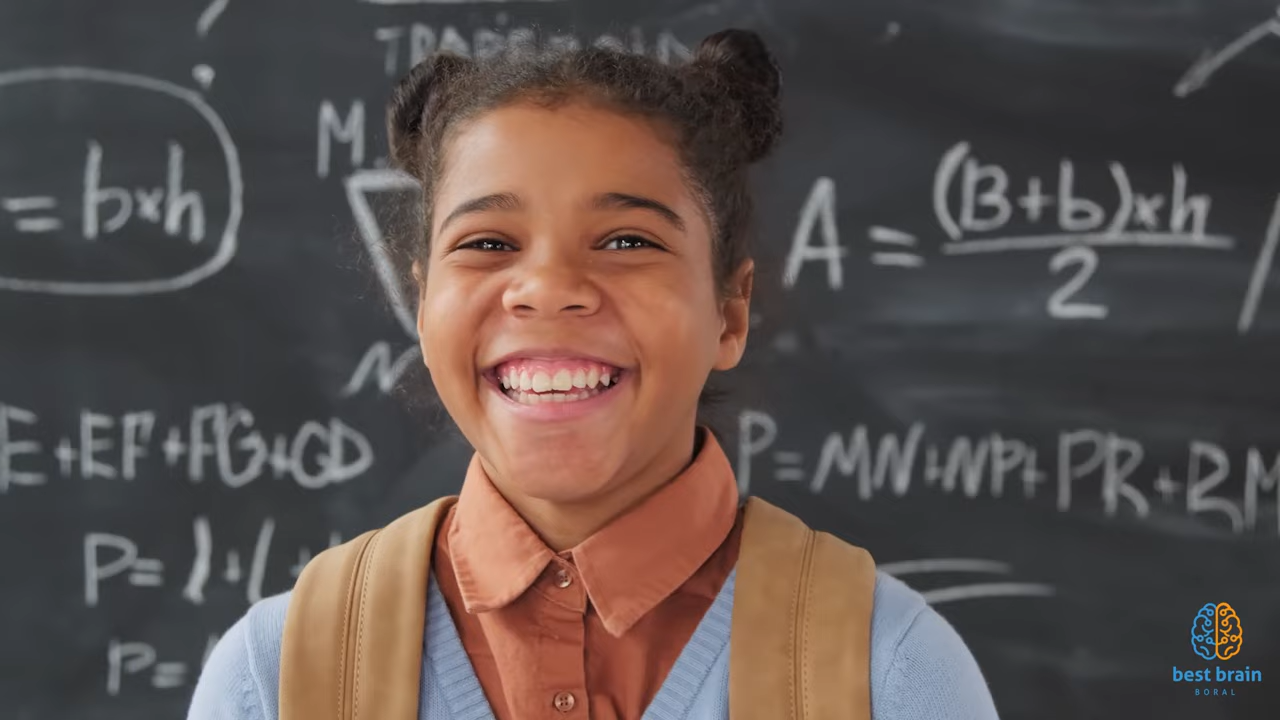 = b×h
M
A = (B+b)×h
2
N
E+EF+FG+GD
P=MN+NP+PR+RM
P=
P=
best brain
BORAL